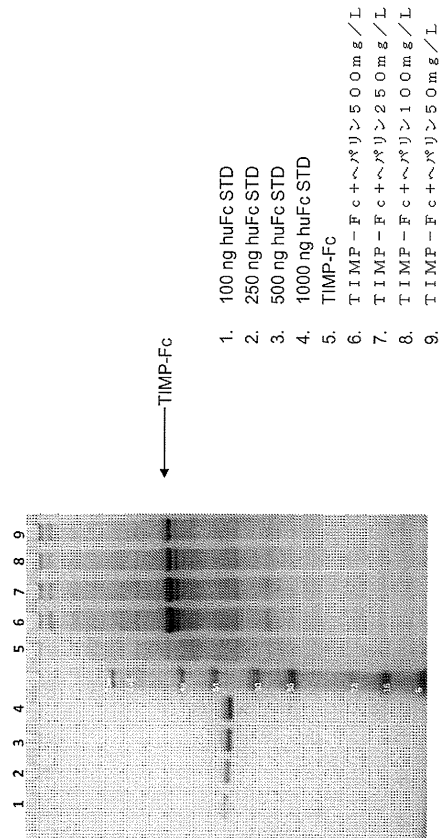 1 2 3 4 5 6 7 8 9
TIMP-Fc
1. 100 ng huFc STD
2. 250 ng huFc STD
3. 500 ng huFc STD
4. 1000 ng huFc STD
5. TIMP-Fc
6. TIMP-Fc+ヘパリン500mg/L
7. TIMP-Fc+ヘパリン250mg/L
8. TIMP-Fc+ヘパリン100mg/L
9. TIMP-Fc+ヘパリン50mg/L